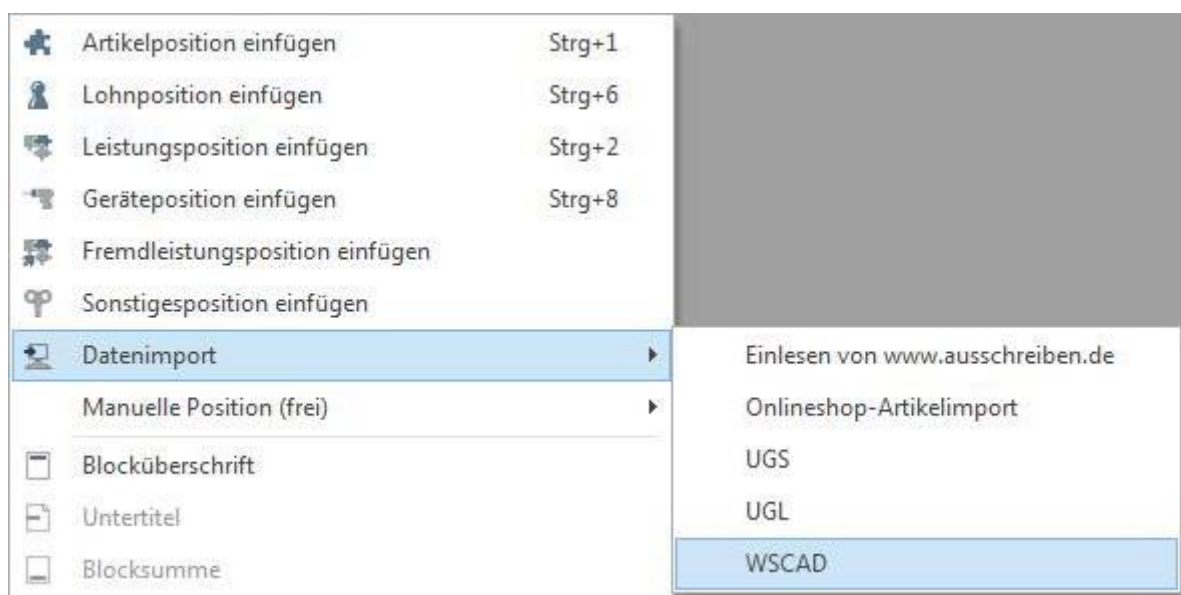 Artikelposition einfügen Strg+1
Lohnposition einfügen Strg+6
Leistungsposition einfügen Strg+2
Geräteposition einfügen Strg+8
Fremdleistungsposition einfügen
Sonstigesposition einfügen
Datenimport
Manuelle Position (frei)
Blocküberschrift
Untertitel
Blocksumme
Einlesen von www.ausschreiben.de
Onlineshop-Artikelimport
UGS
UGL
WSCAD